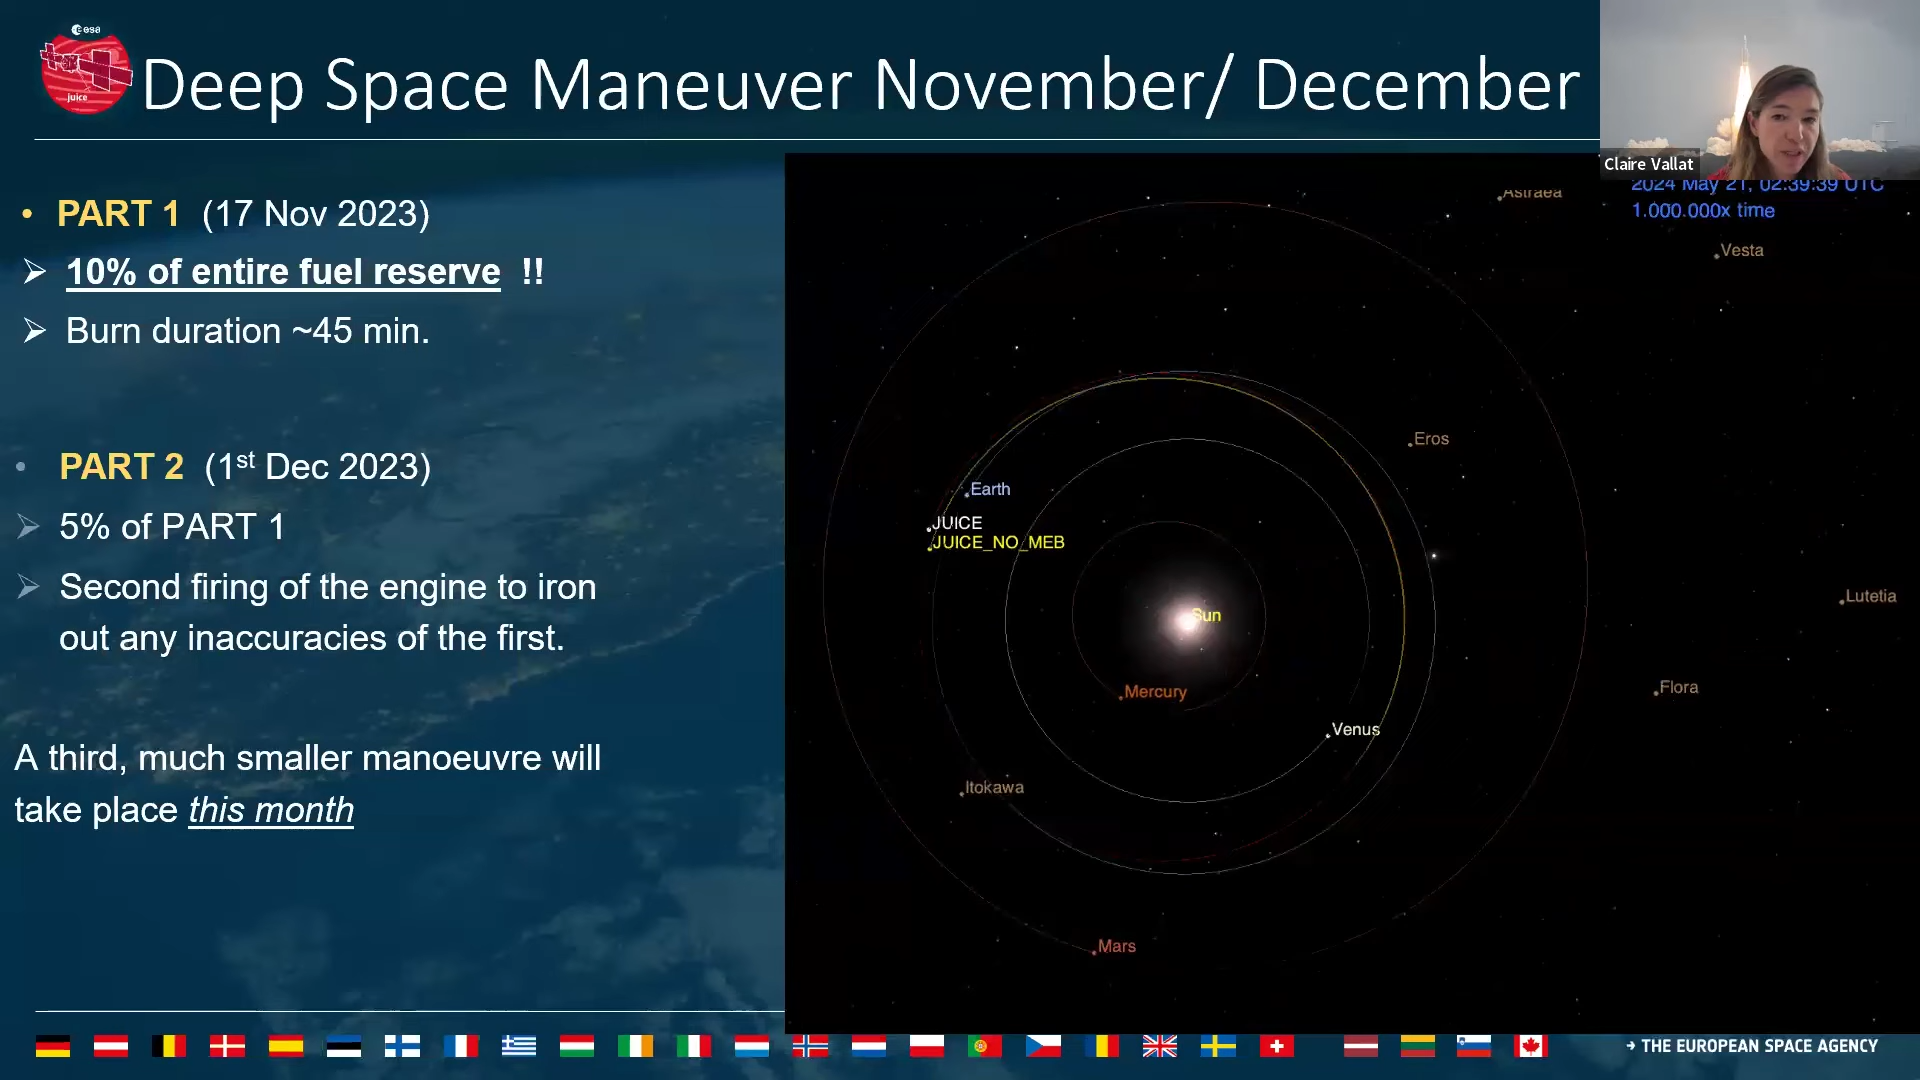 esa
juice
Deep Space Maneuver November/ December
Claire Vallat
• PART 1 (17 Nov 2023)
➢ 10% of entire fuel reserve !!
➢ Burn duration ~45 min.
• PART 2 (1st Dec 2023)
➢ 5% of PART 1
➢ Second firing of the engine to iron
out any inaccuracies of the first.
A third, much smaller manoeuvre will
take place this month
2024 May 21, 02:39:39 UTC
1.000.000x time
Astraea
Vesta
Eros
Earth
JUICE
JUICE_NO_MEB
Lutetia
Sun
Flora
Mercury
Venus
Itokawa
Mars
→ THE EUROPEAN SPACE AGENCY